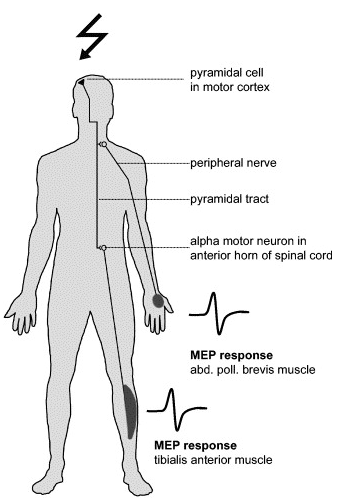 pyramidal cell
in motor cortex
peripheral nerve
pyramidal tract
alpha motor neuron in
anterior horn of spinal cord
MEP response
abd. poll. brevis muscle
MEP response
tibialis anterior muscle